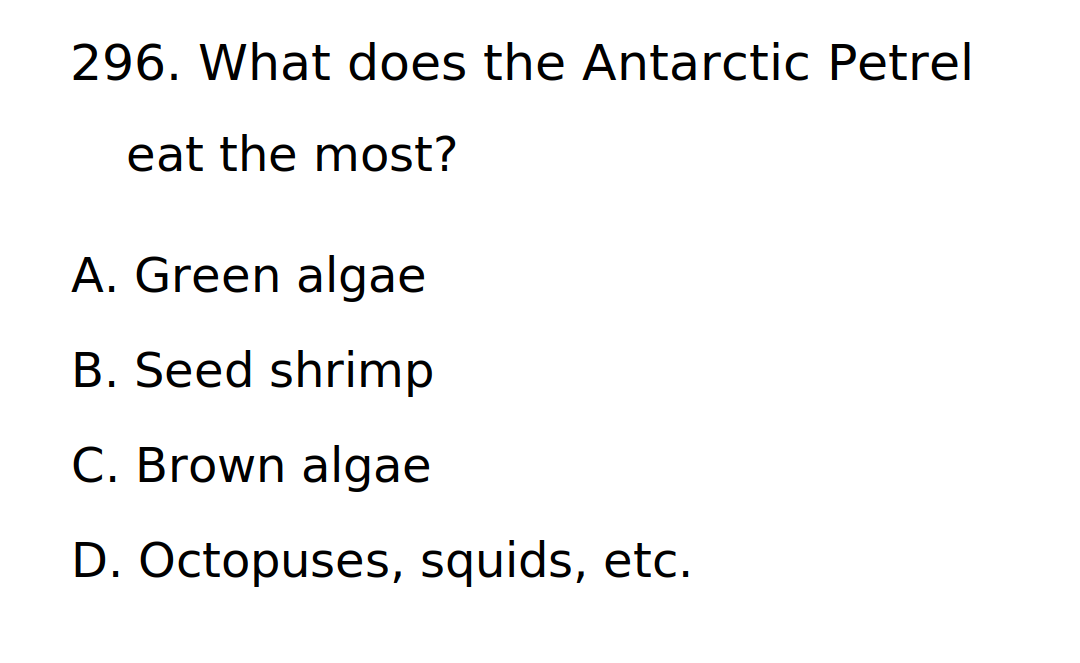 296. What does the Antarctic Petrel
eat the most?
A. Green algae
B. Seed shrimp
C. Brown algae
D. Octopuses, squids, etc.